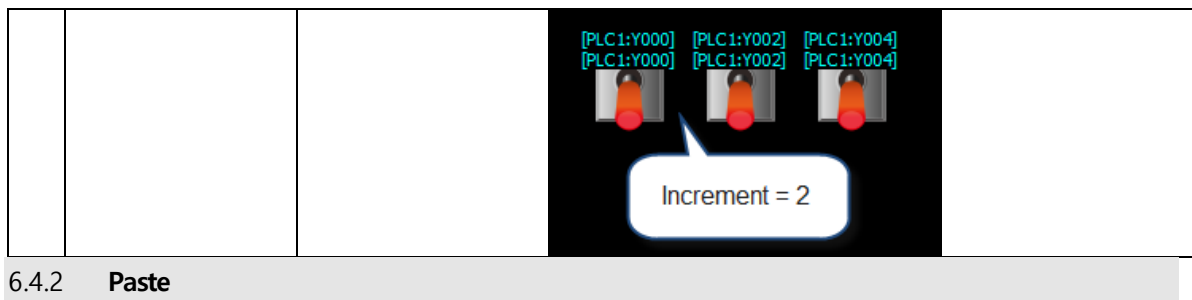 [PLC1:Y000] [PLC1:Y002] [PLC1:Y004]
[PLC1:Y000] [PLC1:Y002] [PLC1:Y004]
Increment = 2
6.4.2 Paste